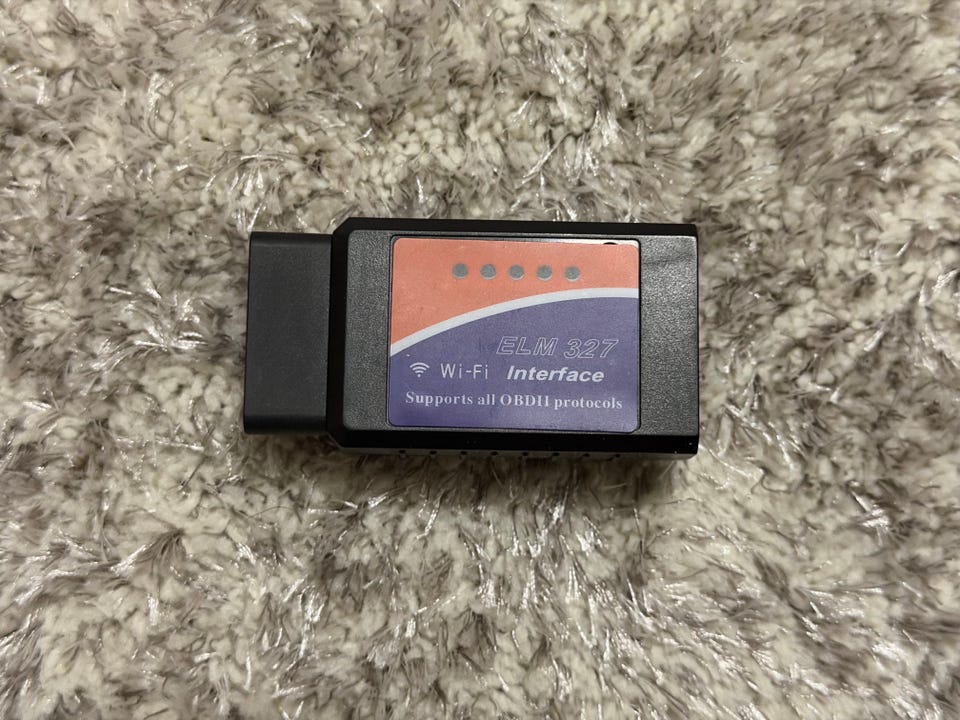 ELM 327
Wi-Fi Interface
Supports all OBDII protocols